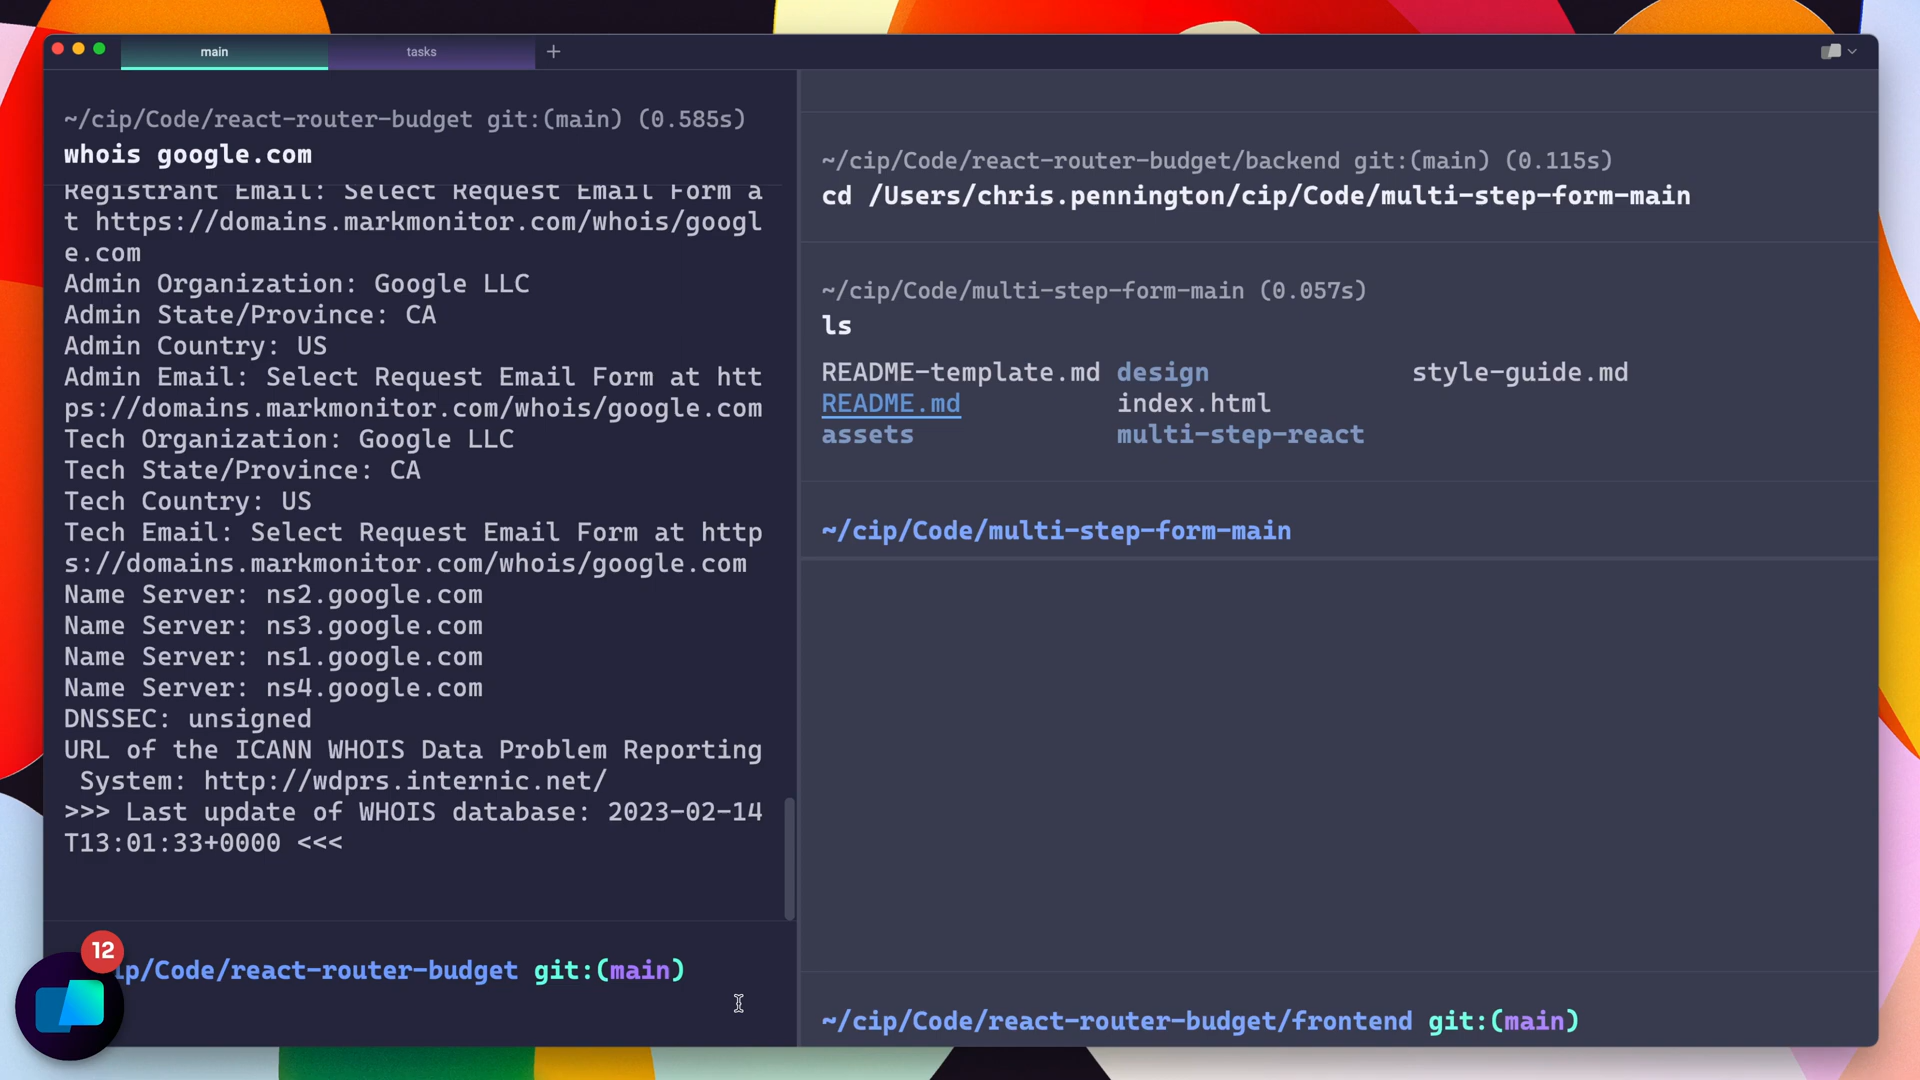 main
tasks
~/cip/Code/react-router-budget git:(main) (0.585s)
whois google.com
Registrant Email: Select Request Email Form a
t https://domains.markmonitor.com/whois/googl
e.com
Admin Organization: Google LLC
Admin State/Province: CA
Admin Country: US
Admin Email: Select Request Email Form at htt
ps://domains.markmonitor.com/whois/google.com
Tech Organization: Google LLC
Tech State/Province: CA
Tech Country: US
Tech Email: Select Request Email Form at http
s://domains.markmonitor.com/whois/google.com
Name Server: ns2.google.com
Name Server: ns3.google.com
Name Server: ns1.google.com
Name Server: ns4.google.com
DNSSEC: unsigned
URL of the ICANN WHOIS Data Problem Reporting
System: http://wdprs.internic.net/
>>> Last update of WHOIS database: 2023-02-14
T13:01:33+0000 <<<
12
ip/Code/react-router-budget git:(main)
~/cip/Code/react-router-budget/backend git:(main) (0.115s)
cd /Users/chris.pennington/cip/Code/multi-step-form-main
~/cip/Code/multi-step-form-main (0.057s)
ls
README-template.md design style-guide.md
README.md index.html
assets multi-step-react
~/cip/Code/multi-step-form-main
~/cip/Code/react-router-budget/frontend git:(main)